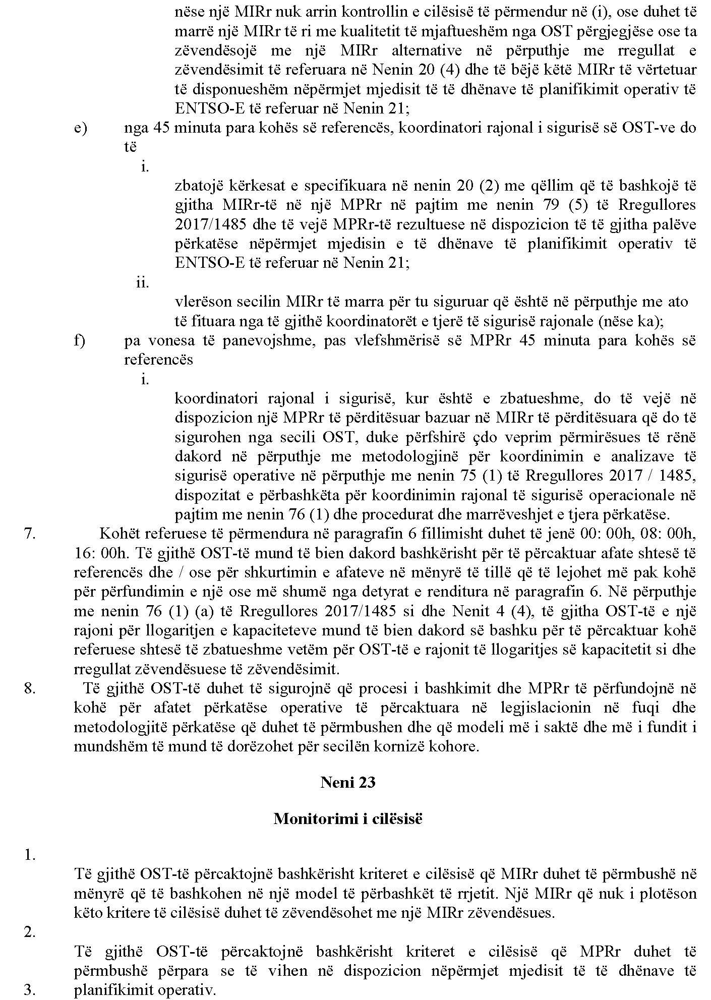 nëse një MIRr nuk arrin kontrollin e cilësisë të përmendur në (i), ose duhet të
marrë një MIRr të ri me kualitetit të mjaftueshëm nga OST përgjegjëse ose ta
zëvendësojë me një MIRr alternative në përputhje me rregullat e
zëvendësimit të referuara në Nenin 20 (4) dhe të bëjë këtë MIRr të vërtetuar
të disponueshëm nëpërmjet mjedisit të të dhënave të planifikimit operativ të
ENTSO-E të referuar në Nenin 21;
e) nga 45 minuta para kohës së referencës, koordinatori rajonal i sigurisë së OST-ve do
të
i.
zbatojë kërkesat e specifikuara në nenin 20 (2) me qëllim që të bashkojë të
gjitha MIRr-të në një MPRr në pajtim me nenin 79 (5) të Rregullores
2017/1485 dhe të vejë MPRr-të rezultuese në dispozicion të të gjitha palëve
përkatëse nëpërmjet mjedisin e të dhënave të planifikimit operativ të
ENTSO-E të referuar në Nenin 21;
ii.
vlerëson secilin MIRr të marra për tu siguruar që është në përputhje me ato
të fituara nga të gjithë koordinatorët e tjerë të sigurisë rajonale (nëse ka);
f) pa vonesa të panevojshme, pas vlefshmërisë së MPRr 45 minuta para kohës së
referencës
i.
koordinatori rajonal i sigurisë, kur është e zbatueshme, do të vejë në
dispozicion një MPRr të përditësuar bazuar në MIRr të përditësuara që do të
sigurohen nga secili OST, duke përfshirë çdo veprim përmirësues të rënë
dakord në përputhje me metodologjinë për koordinimin e analizave të
sigurisë operative në përputhje me nenin 75 (1) të Rregullores 2017 / 1485,
dispozitat e përbashkëta për koordinimin rajonal të sigurisë operacionale në
pajtim me nenin 76 (1) dhe procedurat dhe marrëveshjet e tjera përkatëse.
7. Kohët referuese të përmendura në paragrafin 6 fillimisht duhet të jenë 00: 00h, 08: 00h,
16: 00h. Të gjithë OST-të mund të bien dakord bashkërisht për të përcaktuar afate shtesë të
referencës dhe / ose për shkurtimin e afateve në mënyrë të tillë që të lejohet më pak kohë
për përfundimin e një ose më shumë nga detyrat e renditura në paragrafin 6. Në përputhje
me nenin 76 (1) (a) të Rregullores 2017/1485 si dhe Nenit 4 (4), të gjitha OST-të e një
rajoni për llogaritjen e kapaciteteve mund të bien dakord së bashku për të përcaktuar kohë
referuese shtesë të zbatueshme vetëm për OST-të e rajonit të llogaritjes së kapacitetit si dhe
rregullat zëvendësuese të zëvendësimit.
8. Të gjithë OST-të duhet të sigurojnë që procesi i bashkimit dhe MPRr të përfundojnë në
kohë për afatet përkatëse operative të përcaktuara në legjislacionin në fuqi dhe
metodologjitë përkatëse që duhet të përmbushen dhe që modeli më i saktë dhe më i fundit i
mundshëm të mund të dorëzohet për secilën kornizë kohore.
Neni 23
Monitorimi i cilësisë
1.
Të gjithë OST-të përcaktojnë bashkërisht kriteret e cilësisë që MIRr duhet të përmbushë në
mënyrë që të bashkohen në një model të përbashkët të rrjetit. Një MIRr që nuk i plotëson
këto kritere të cilësisë duhet të zëvendësohet me një MIRr zëvendësues.
2.
Të gjithë OST-të përcaktojnë bashkërisht kriteret e cilësisë që MPRr duhet të
përmbushë përpara se të vihen në dispozicion nëpërmjet mjedisit të të dhënave të
3. planifikimit operativ.